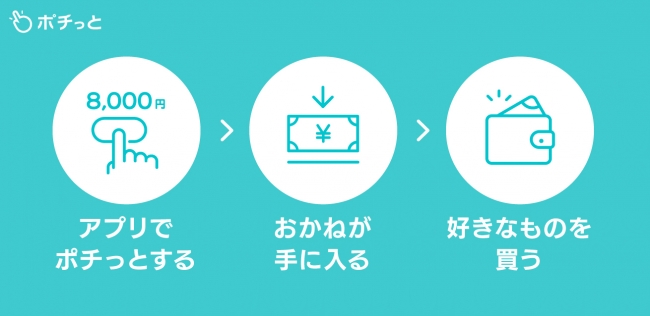 ポチっと
8,000円
¥
アプリで
ポチっとする
おかねが
手に入る
好きなものを
買う